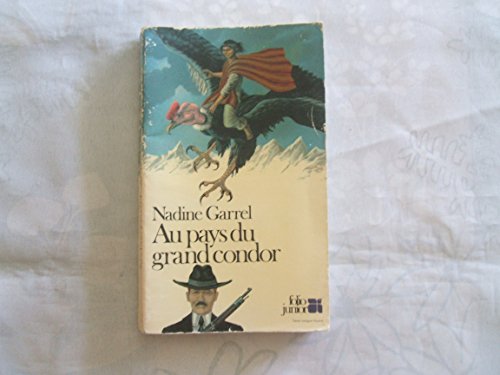 Nadine Garrel
Au pays du
grand condor
folio
junior